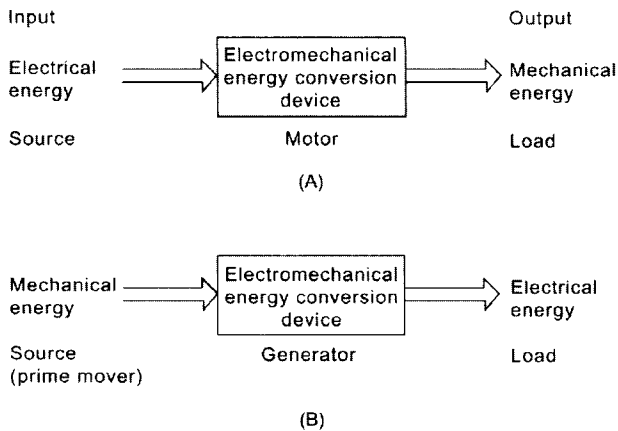 Input
Output
Electrical
energy
Electromechanical
energy conversion
device
Mechanical
energy
Source
Motor
Load
(A)
Mechanical
energy
Electromechanical
energy conversion
device
Electrical
energy
Source
(prime mover)
Generator
Load
(B)